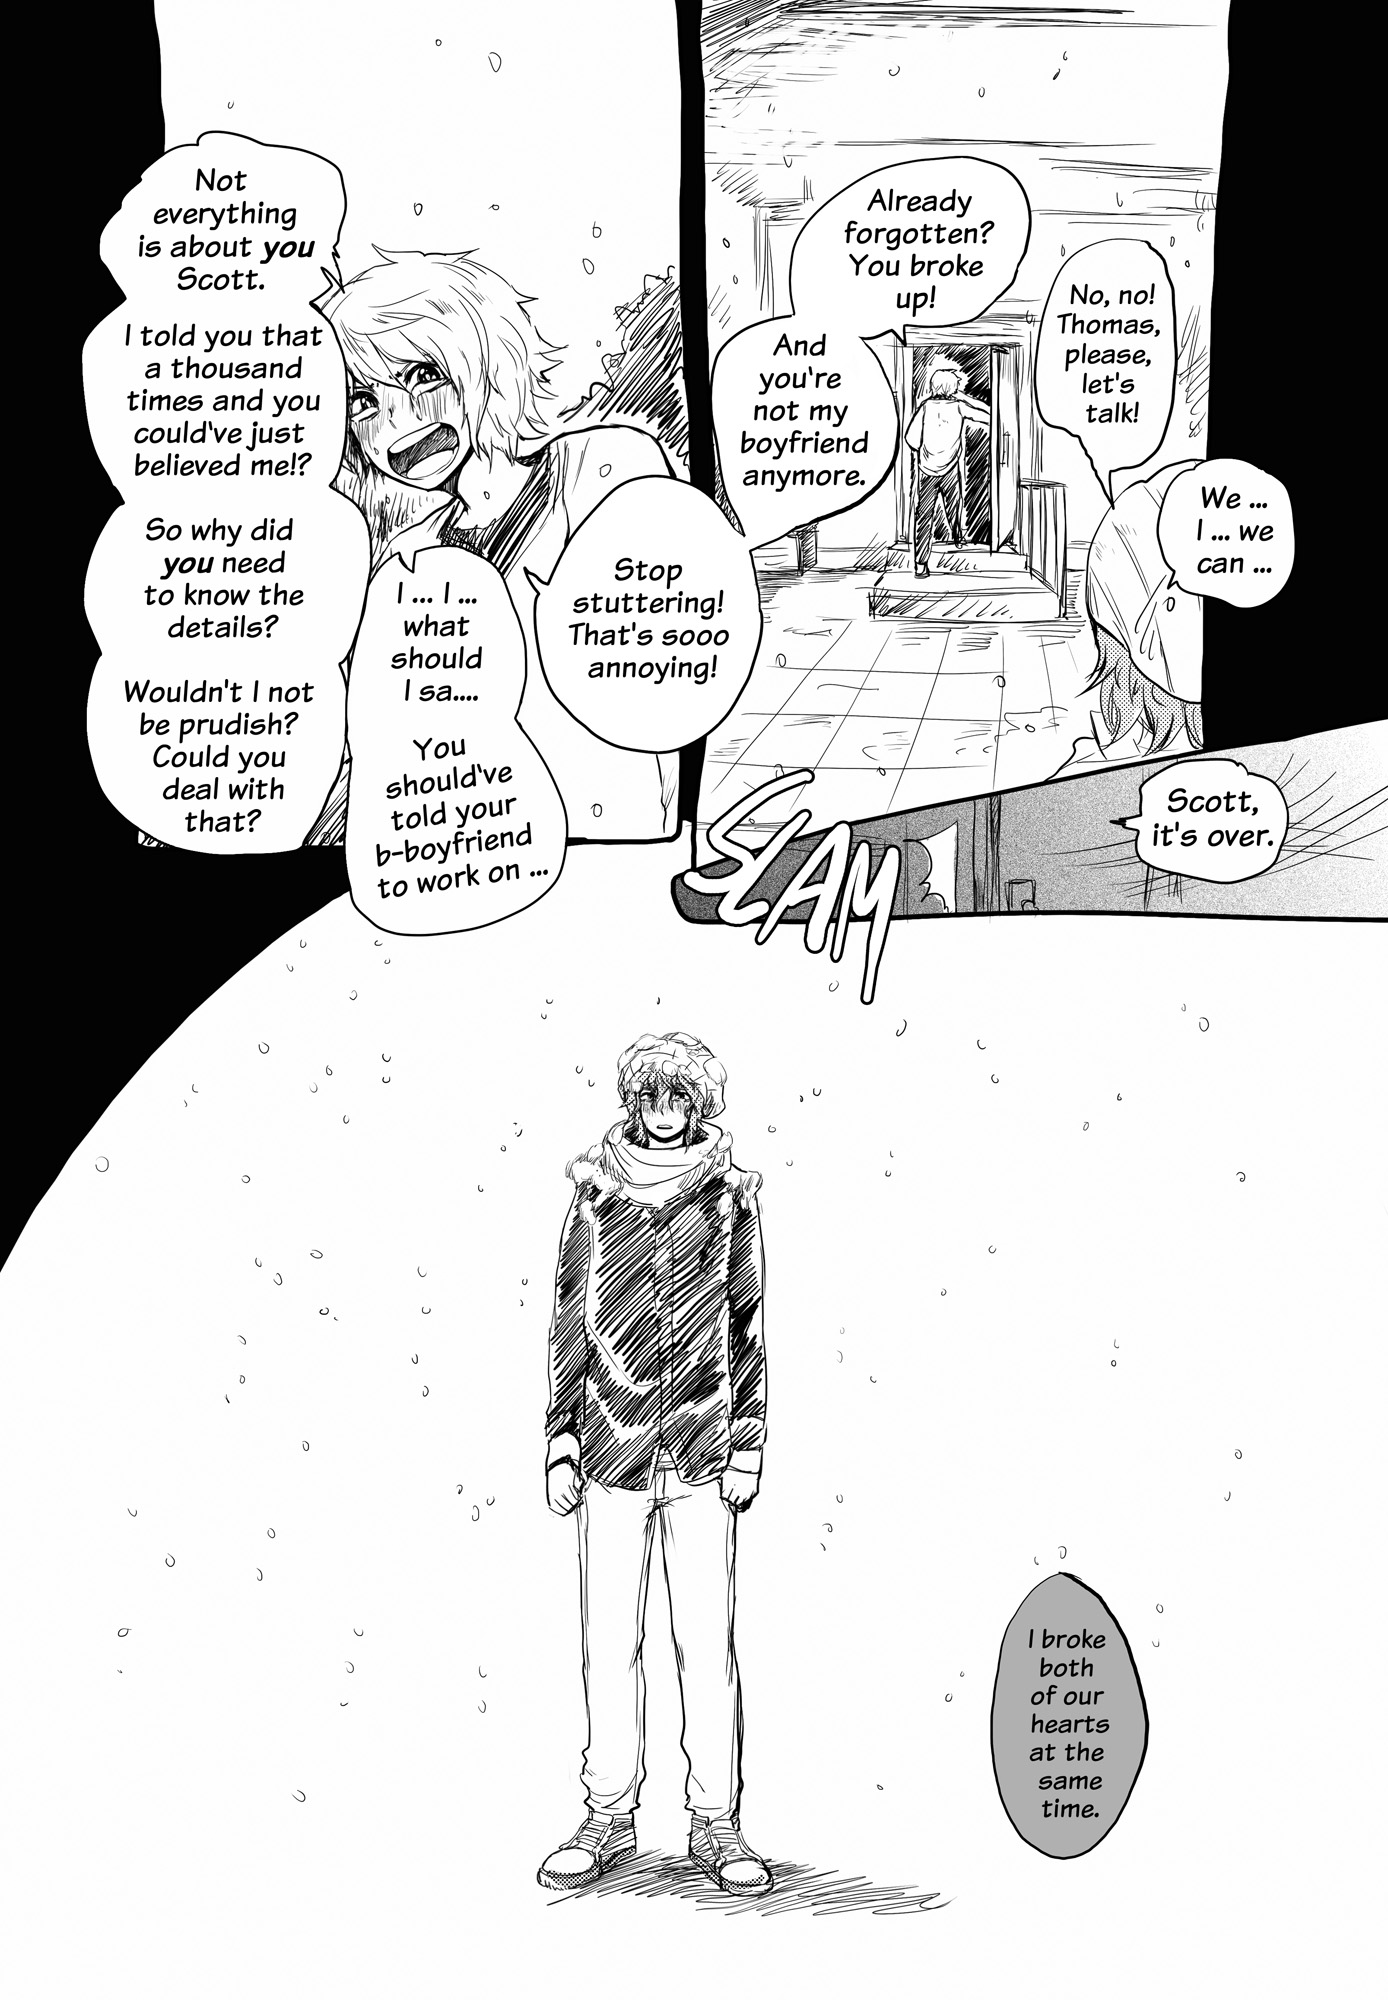 Not
everything
is about you
Scott.
I told you that
a thousand
times and you
could've just
believed me!?
So why did
you need
to know the
details?
Wouldn't I not
be prudish?
Could you
deal with
that?
I ... I ...
what
should
I sa....
You
should've
told your
b-boyfriend
to work on ...
Stop
stuttering!
That's sooo
annoying!
Already
forgotten?
You broke
up!
And
you're
not my
boyfriend
anymore.
No, no!
Thomas,
please,
let's
talk!
We ...
I ... we
can ...
Scott,
it's over.
SLAM
I broke
both
of our
hearts
at the
same
time.